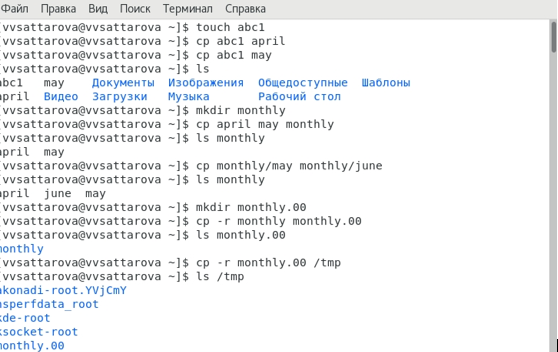 Файл Правка Вид Поиск Терминал Справка
[vvsattarova@vvsattarova ~]$ touch abc1
[vvsattarova@vvsattarova ~]$ cp abc1 april
[vvsattarova@vvsattarova ~]$ cp abc1 may
[vvsattarova@vvsattarova ~]$ ls
abc1 may Документы Изображения Общедоступные Шаблоны
april Видео Загрузки Музыка Рабочий стол
[vvsattarova@vvsattarova ~]$ mkdir monthly
[vvsattarova@vvsattarova ~]$ cp april may monthly
[vvsattarova@vvsattarova ~]$ ls monthly
april may
[vvsattarova@vvsattarova ~]$ cp monthly/may monthly/june
[vvsattarova@vvsattarova ~]$ ls monthly
april june may
[vvsattarova@vvsattarova ~]$ mkdir monthly.00
[vvsattarova@vvsattarova ~]$ cp -r monthly monthly.00
[vvsattarova@vvsattarova ~]$ ls monthly.00
monthly
[vvsattarova@vvsattarova ~]$ cp -r monthly.00 /tmp
[vvsattarova@vvsattarova ~]$ ls /tmp
akonadi-root.YVjCmY
hsperfdata_root
kde-root
ksocket-root
monthly.00